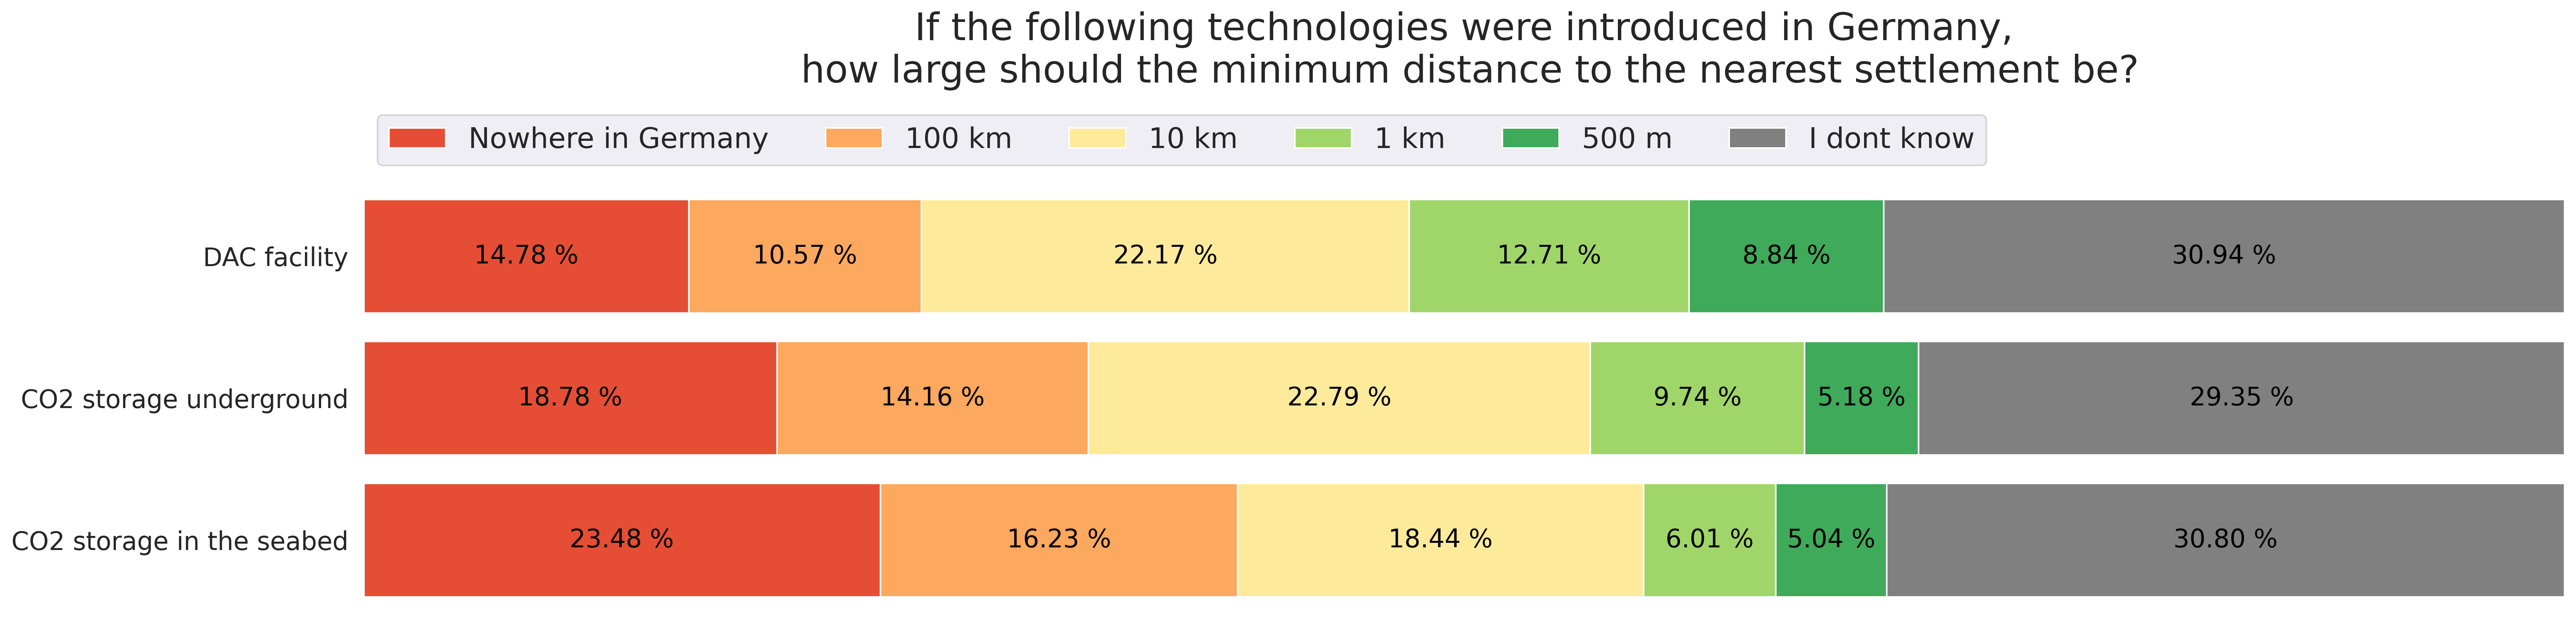 If the following technologies were introduced in Germany,
how large should the minimum distance to the nearest settlement be?
Nowhere in Germany 100 km 10 km 1 km 500 m I dont know
DAC facility 14.78 % 10.57 % 22.17 % 12.71 % 8.84 % 30.94 %
CO2 storage underground 18.78 % 14.16 % 22.79 % 9.74 % 5.18 % 29.35 %
CO2 storage in the seabed 23.48 % 16.23 % 18.44 % 6.01 % 5.04 % 30.80 %